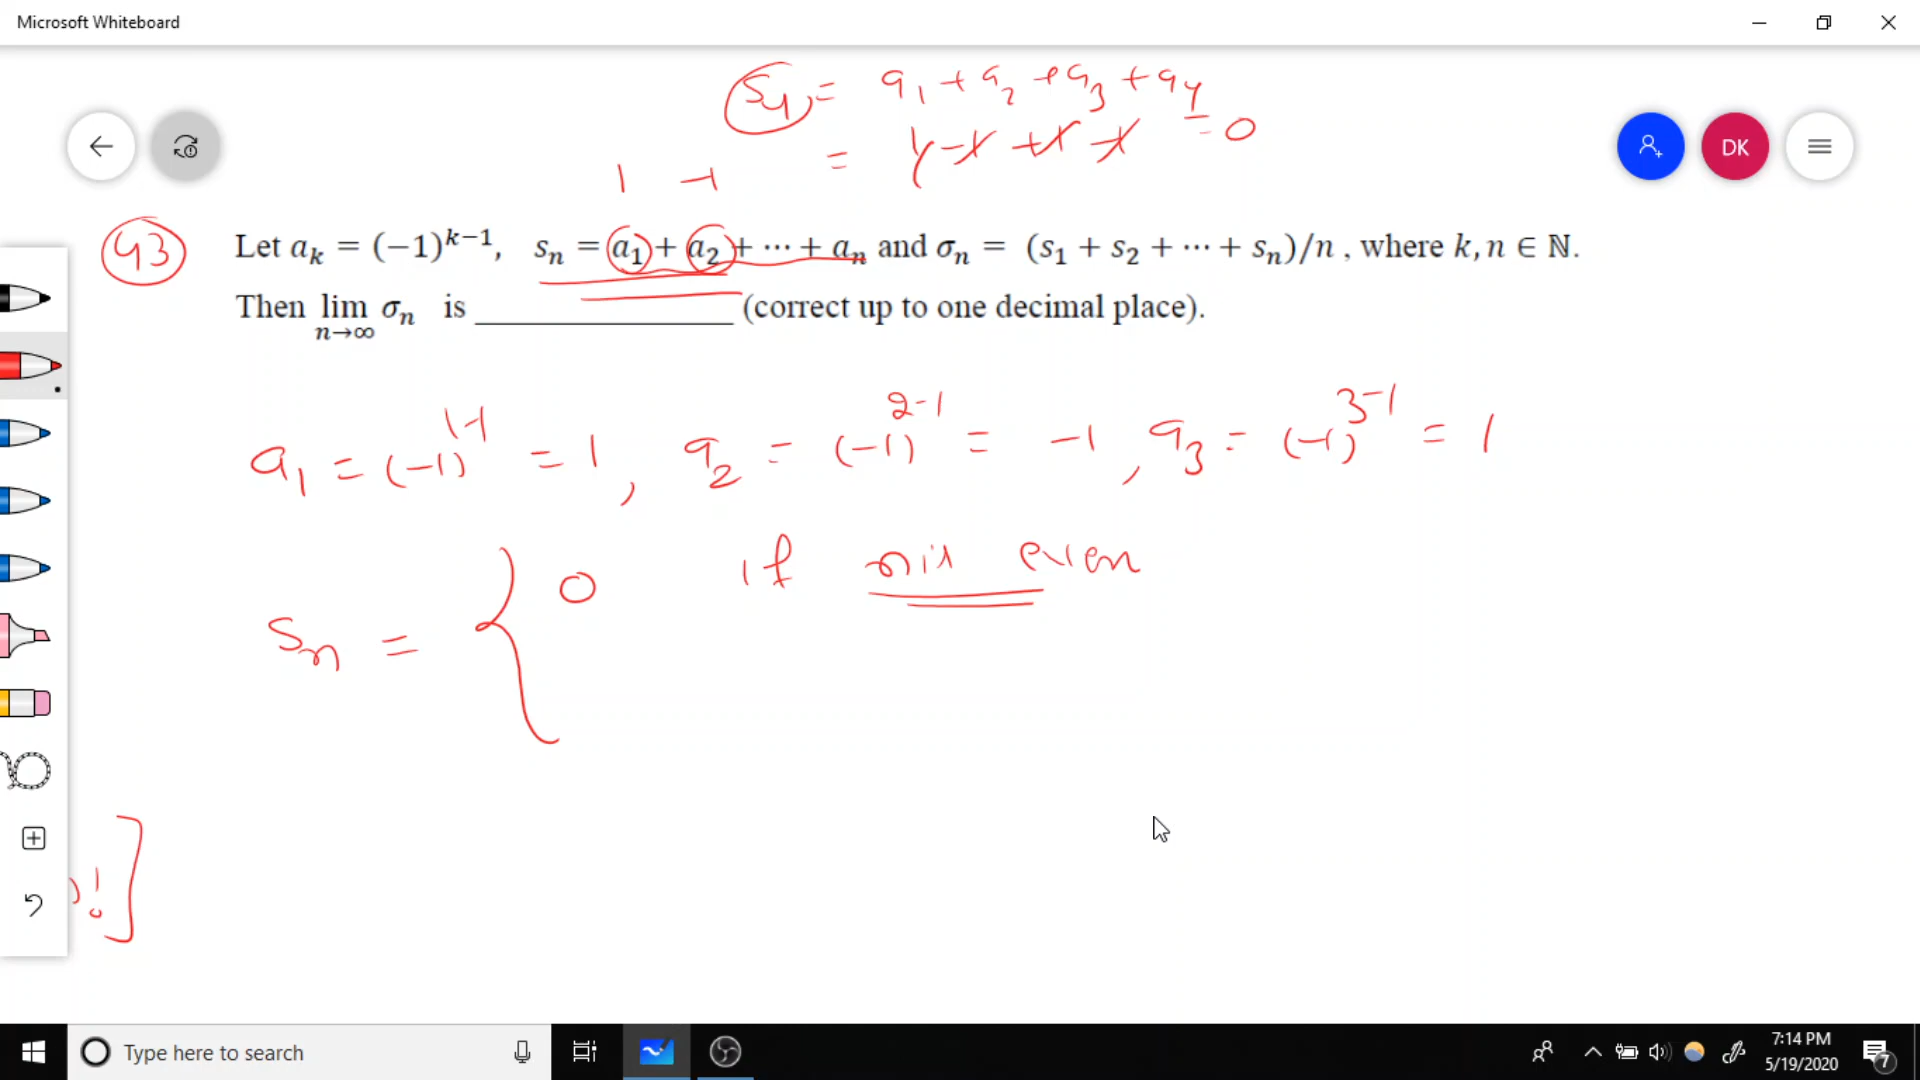 Microsoft Whiteboard
S4 = a1 + a2 + a3 + a4
= 1 - 1 + 1 - 1 = 0
1 -1
DK
43
Let aₖ = (−1)ᵏ⁻¹, sₙ = a₁ + a₂ + ⋯ + aₙ and σₙ = (s₁ + s₂ + ⋯ + sₙ)/n , where k, n ∈ ℕ.
Then lim n→∞ σₙ is ________________ (correct up to one decimal place).
a₁ = (-1)¹⁻¹ = 1 , a₂ = (-1)²⁻¹ = -1 , a₃ = (-1)³⁻¹ = 1
Sn = { 0 if n is even
! ]
Type here to search
7:14 PM
5/19/2020
7